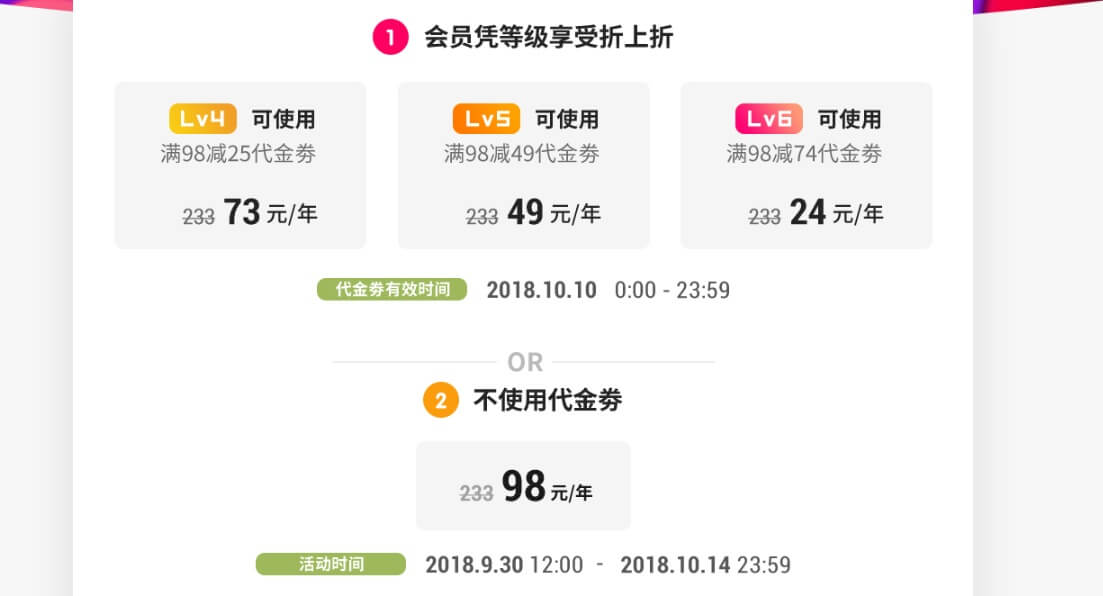 1 会员凭等级享受折上折
Lv4 可使用
满98减25代金券
233 73 元/年
Lv5 可使用
满98减49代金券
233 49 元/年
Lv6 可使用
满98减74代金券
233 24 元/年
代金券有效时间 2018.10.10 0:00 - 23:59
OR
2 不使用代金券
233 98 元/年
活动时间 2018.9.30 12:00 - 2018.10.14 23:59